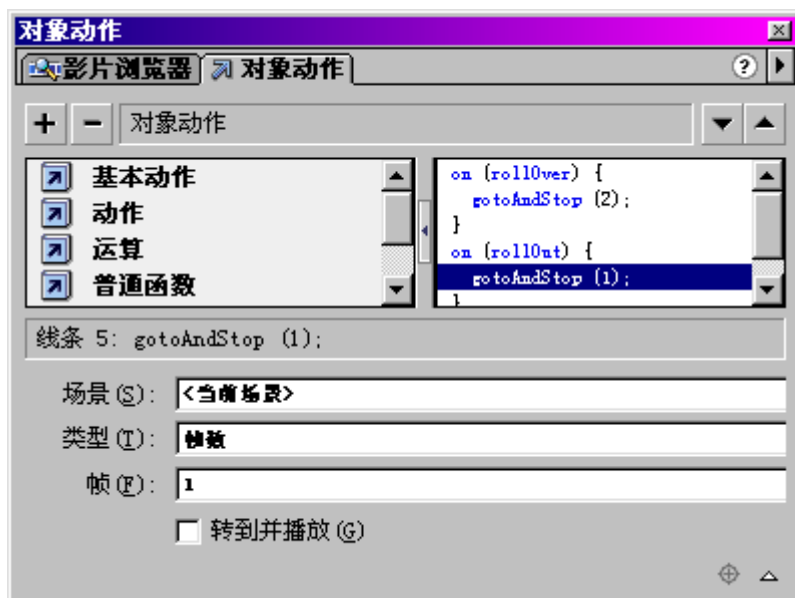 对象动作
影片浏览器 对象动作 ?
对象动作
基本动作
动作
运算
普通函数
on (rollOver) {
gotoAndStop (2);
}
on (rollOut) {
gotoAndStop (1);
}
线条 5: gotoAndStop (1);
场景(S): <当前场景>
类型(T): 帧数
帧(F): 1
转到并播放(G)